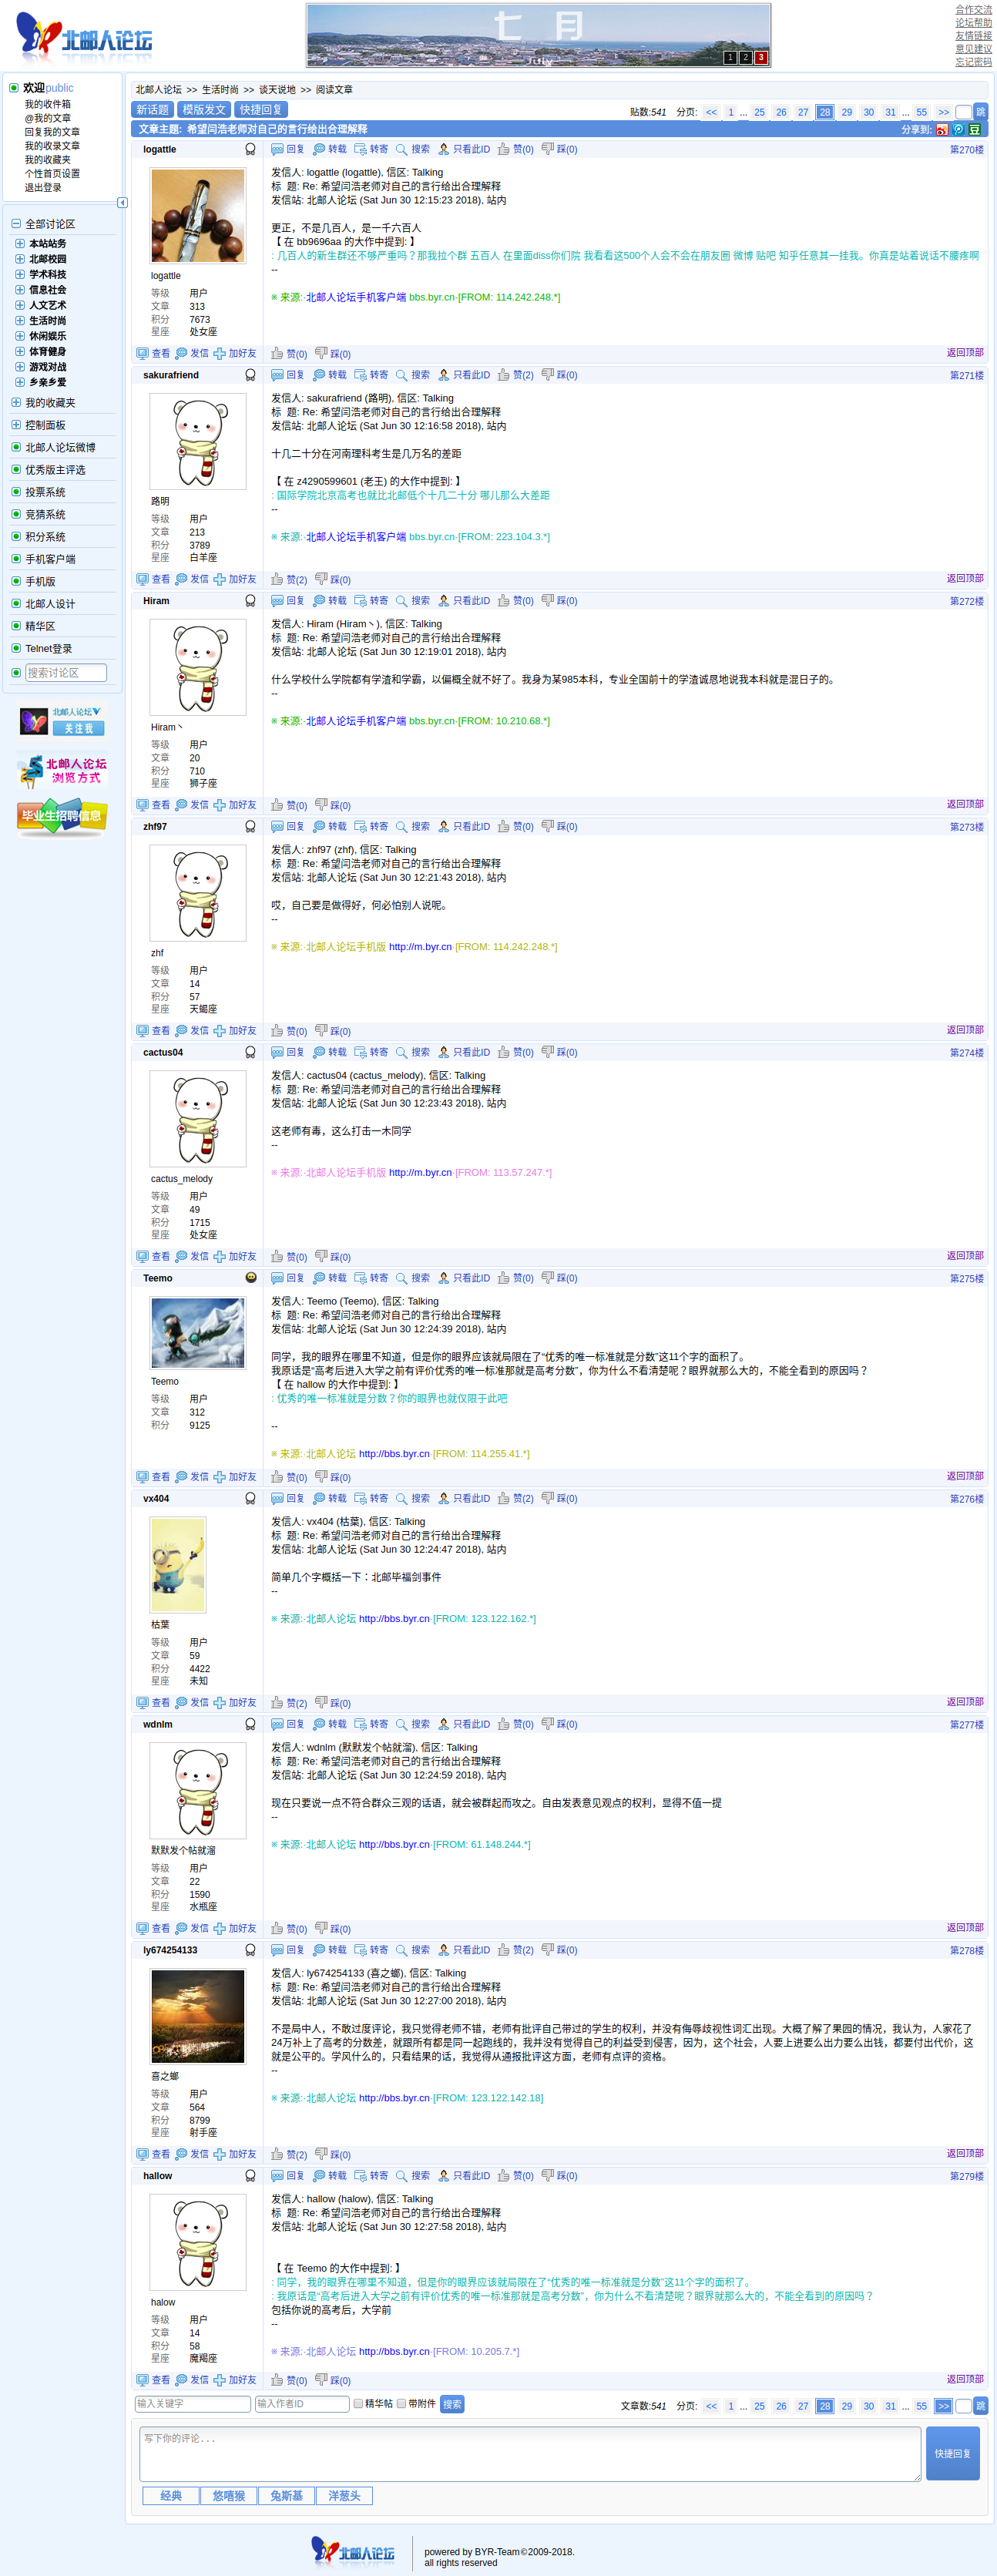 北邮人论坛
七 月
1 2 3
合作交流
论坛帮助
友情链接
意见建议
忘记密码
欢迎public
我的收件箱
@我的文章
回复我的文章
我的收录文章
我的收藏夹
个性首页设置
退出登录
全部讨论区
本站站务
北邮校园
学术科技
信息社会
人文艺术
生活时尚
休闲娱乐
体育健身
游戏对战
乡亲乡爱
我的收藏夹
控制面板
北邮人论坛微博
优秀版主评选
投票系统
竞猜系统
积分系统
手机客户端
手机版
北邮人设计
精华区
Telnet登录
搜索讨论区
北邮人论坛
关注我
北邮人论坛
浏览方式
毕业生招聘信息
北邮人论坛 >> 生活时尚 >> 谈天说地 >> 阅读文章
新话题 模版发文 快捷回复
贴数:541 分页: << 1 ... 25 26 27 28 29 30 31 ... 55 >> 跳
文章主题: 希望闫浩老师对自己的言行给出合理解释
分享到: 豆
logattle
回复 转载 转寄 搜索 只看此ID 赞(0) 踩(0) 第270楼
logattle
等级 用户
文章 313
积分 7673
星座 处女座
发信人: logattle (logattle), 信区: Talking
标 题: Re: 希望闫浩老师对自己的言行给出合理解释
发信站: 北邮人论坛 (Sat Jun 30 12:15:23 2018), 站内
更正，不是几百人，是一千六百人
【 在 bb9696aa 的大作中提到: 】
: 几百人的新生群还不够严重吗？那我拉个群 五百人 在里面diss你们院 我看看这500个人会不会在朋友圈 微博 贴吧 知乎任意其一挂我。你真是站着说话不腰疼啊
--
※ 来源:·北邮人论坛手机客户端 bbs.byr.cn·[FROM: 114.242.248.*]
查看 发信 加好友 赞(0) 踩(0) 返回顶部
sakurafriend
回复 转载 转寄 搜索 只看此ID 赞(2) 踩(0) 第271楼
路明
等级 用户
文章 213
积分 3789
星座 白羊座
发信人: sakurafriend (路明), 信区: Talking
标 题: Re: 希望闫浩老师对自己的言行给出合理解释
发信站: 北邮人论坛 (Sat Jun 30 12:16:58 2018), 站内
十几二十分在河南理科考生是几万名的差距
【 在 z4290599601 (老王) 的大作中提到: 】
: 国际学院北京高考也就比北邮低个十几二十分 哪儿那么大差距
--
※ 来源:·北邮人论坛手机客户端 bbs.byr.cn·[FROM: 223.104.3.*]
查看 发信 加好友 赞(2) 踩(0) 返回顶部
Hiram
回复 转载 转寄 搜索 只看此ID 赞(0) 踩(0) 第272楼
Hiram丶
等级 用户
文章 20
积分 710
星座 狮子座
发信人: Hiram (Hiram丶), 信区: Talking
标 题: Re: 希望闫浩老师对自己的言行给出合理解释
发信站: 北邮人论坛 (Sat Jun 30 12:19:01 2018), 站内
什么学校什么学院都有学渣和学霸，以偏概全就不好了。我身为某985本科，专业全国前十的学渣诚恳地说我本科就是混日子的。
--
※ 来源:·北邮人论坛手机客户端 bbs.byr.cn·[FROM: 10.210.68.*]
查看 发信 加好友 赞(0) 踩(0) 返回顶部
zhf97
回复 转载 转寄 搜索 只看此ID 赞(0) 踩(0) 第273楼
zhf
等级 用户
文章 14
积分 57
星座 天蝎座
发信人: zhf97 (zhf), 信区: Talking
标 题: Re: 希望闫浩老师对自己的言行给出合理解释
发信站: 北邮人论坛 (Sat Jun 30 12:21:43 2018), 站内
哎，自己要是做得好，何必怕别人说呢。
--
※ 来源:·北邮人论坛手机版 http://m.byr.cn·[FROM: 114.242.248.*]
查看 发信 加好友 赞(0) 踩(0) 返回顶部
cactus04
回复 转载 转寄 搜索 只看此ID 赞(0) 踩(0) 第274楼
cactus_melody
等级 用户
文章 49
积分 1715
星座 处女座
发信人: cactus04 (cactus_melody), 信区: Talking
标 题: Re: 希望闫浩老师对自己的言行给出合理解释
发信站: 北邮人论坛 (Sat Jun 30 12:23:43 2018), 站内
这老师有毒，这么打击一木同学
--
※ 来源:·北邮人论坛手机版 http://m.byr.cn·[FROM: 113.57.247.*]
查看 发信 加好友 赞(0) 踩(0) 返回顶部
Teemo
回复 转载 转寄 搜索 只看此ID 赞(0) 踩(0) 第275楼
Teemo
等级 用户
文章 312
积分 9125
发信人: Teemo (Teemo), 信区: Talking
标 题: Re: 希望闫浩老师对自己的言行给出合理解释
发信站: 北邮人论坛 (Sat Jun 30 12:24:39 2018), 站内
同学，我的眼界在哪里不知道，但是你的眼界应该就局限在了“优秀的唯一标准就是分数”这11个字的面积了。
我原话是“高考后进入大学之前有评价优秀的唯一标准那就是高考分数”，你为什么不看清楚呢？眼界就那么大的，不能全看到的原因吗？
【 在 hallow 的大作中提到: 】
: 优秀的唯一标准就是分数？你的眼界也就仅限于此吧
--
※ 来源:·北邮人论坛 http://bbs.byr.cn·[FROM: 114.255.41.*]
查看 发信 加好友 赞(0) 踩(0) 返回顶部
vx404
回复 转载 转寄 搜索 只看此ID 赞(2) 踩(0) 第276楼
枯葉
等级 用户
文章 59
积分 4422
星座 未知
发信人: vx404 (枯葉), 信区: Talking
标 题: Re: 希望闫浩老师对自己的言行给出合理解释
发信站: 北邮人论坛 (Sat Jun 30 12:24:47 2018), 站内
简单几个字概括一下：北邮毕福剑事件
--
※ 来源:·北邮人论坛 http://bbs.byr.cn·[FROM: 123.122.162.*]
查看 发信 加好友 赞(2) 踩(0) 返回顶部
wdnlm
回复 转载 转寄 搜索 只看此ID 赞(0) 踩(0) 第277楼
默默发个帖就溜
等级 用户
文章 22
积分 1590
星座 水瓶座
发信人: wdnlm (默默发个帖就溜), 信区: Talking
标 题: Re: 希望闫浩老师对自己的言行给出合理解释
发信站: 北邮人论坛 (Sat Jun 30 12:24:59 2018), 站内
现在只要说一点不符合群众三观的话语，就会被群起而攻之。自由发表意见观点的权利，显得不值一提
--
※ 来源:·北邮人论坛 http://bbs.byr.cn·[FROM: 61.148.244.*]
查看 发信 加好友 赞(0) 踩(0) 返回顶部
ly674254133
回复 转载 转寄 搜索 只看此ID 赞(2) 踩(0) 第278楼
喜之螂
等级 用户
文章 564
积分 8799
星座 射手座
发信人: ly674254133 (喜之螂), 信区: Talking
标 题: Re: 希望闫浩老师对自己的言行给出合理解释
发信站: 北邮人论坛 (Sat Jun 30 12:27:00 2018), 站内
不是局中人，不敢过度评论，我只觉得老师不错，老师有批评自己带过的学生的权利，并没有侮辱歧视性词汇出现。大概了解了果园的情况，我认为，人家花了
24万补上了高考的分数差，就跟所有都是同一起跑线的，我并没有觉得自己的利益受到侵害，因为，这个社会，人要上进要么出力要么出钱，都要付出代价，这
就是公平的。学风什么的，只看结果的话，我觉得从通报批评这方面，老师有点评的资格。
--
※ 来源:·北邮人论坛 http://bbs.byr.cn·[FROM: 123.122.142.18]
查看 发信 加好友 赞(2) 踩(0) 返回顶部
hallow
回复 转载 转寄 搜索 只看此ID 赞(0) 踩(0) 第279楼
halow
等级 用户
文章 14
积分 58
星座 魔羯座
发信人: hallow (halow), 信区: Talking
标 题: Re: 希望闫浩老师对自己的言行给出合理解释
发信站: 北邮人论坛 (Sat Jun 30 12:27:58 2018), 站内
【 在 Teemo 的大作中提到: 】
: 同学，我的眼界在哪里不知道，但是你的眼界应该就局限在了“优秀的唯一标准就是分数”这11个字的面积了。
: 我原话是“高考后进入大学之前有评价优秀的唯一标准那就是高考分数”，你为什么不看清楚呢？眼界就那么大的，不能全看到的原因吗？
包括你说的高考后，大学前
--
※ 来源:·北邮人论坛 http://bbs.byr.cn·[FROM: 10.205.7.*]
查看 发信 加好友 赞(0) 踩(0) 返回顶部
输入关键字 输入作者ID 精华帖 带附件 搜索
文章数:541 分页: << 1 ... 25 26 27 28 29 30 31 ... 55 >> 跳
写下你的评论...
快捷回复
经典 悠嘻猴 兔斯基 洋葱头
北邮人论坛
powered by BYR-Team©2009-2018.
all rights reserved